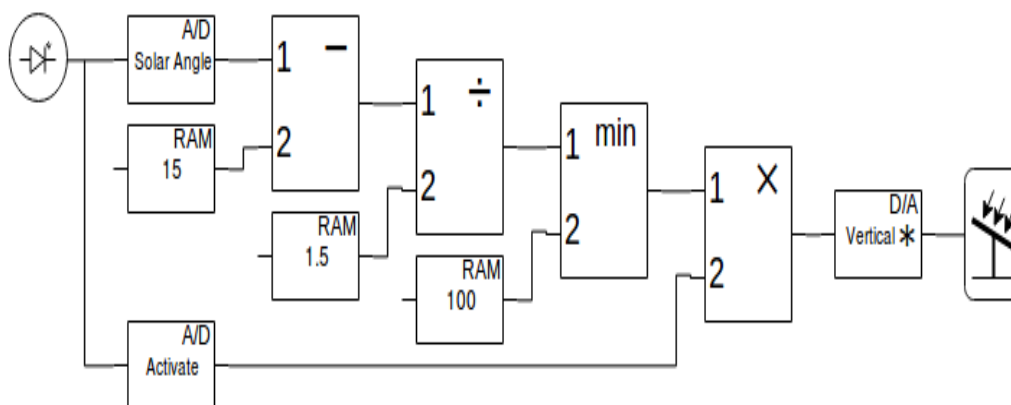 A/D
Solar Angle
RAM
15
1
−
2
RAM
1.5
1
÷
2
RAM
100
1
min
2
A/D
Activate
1
X
2
D/A
Vertical *